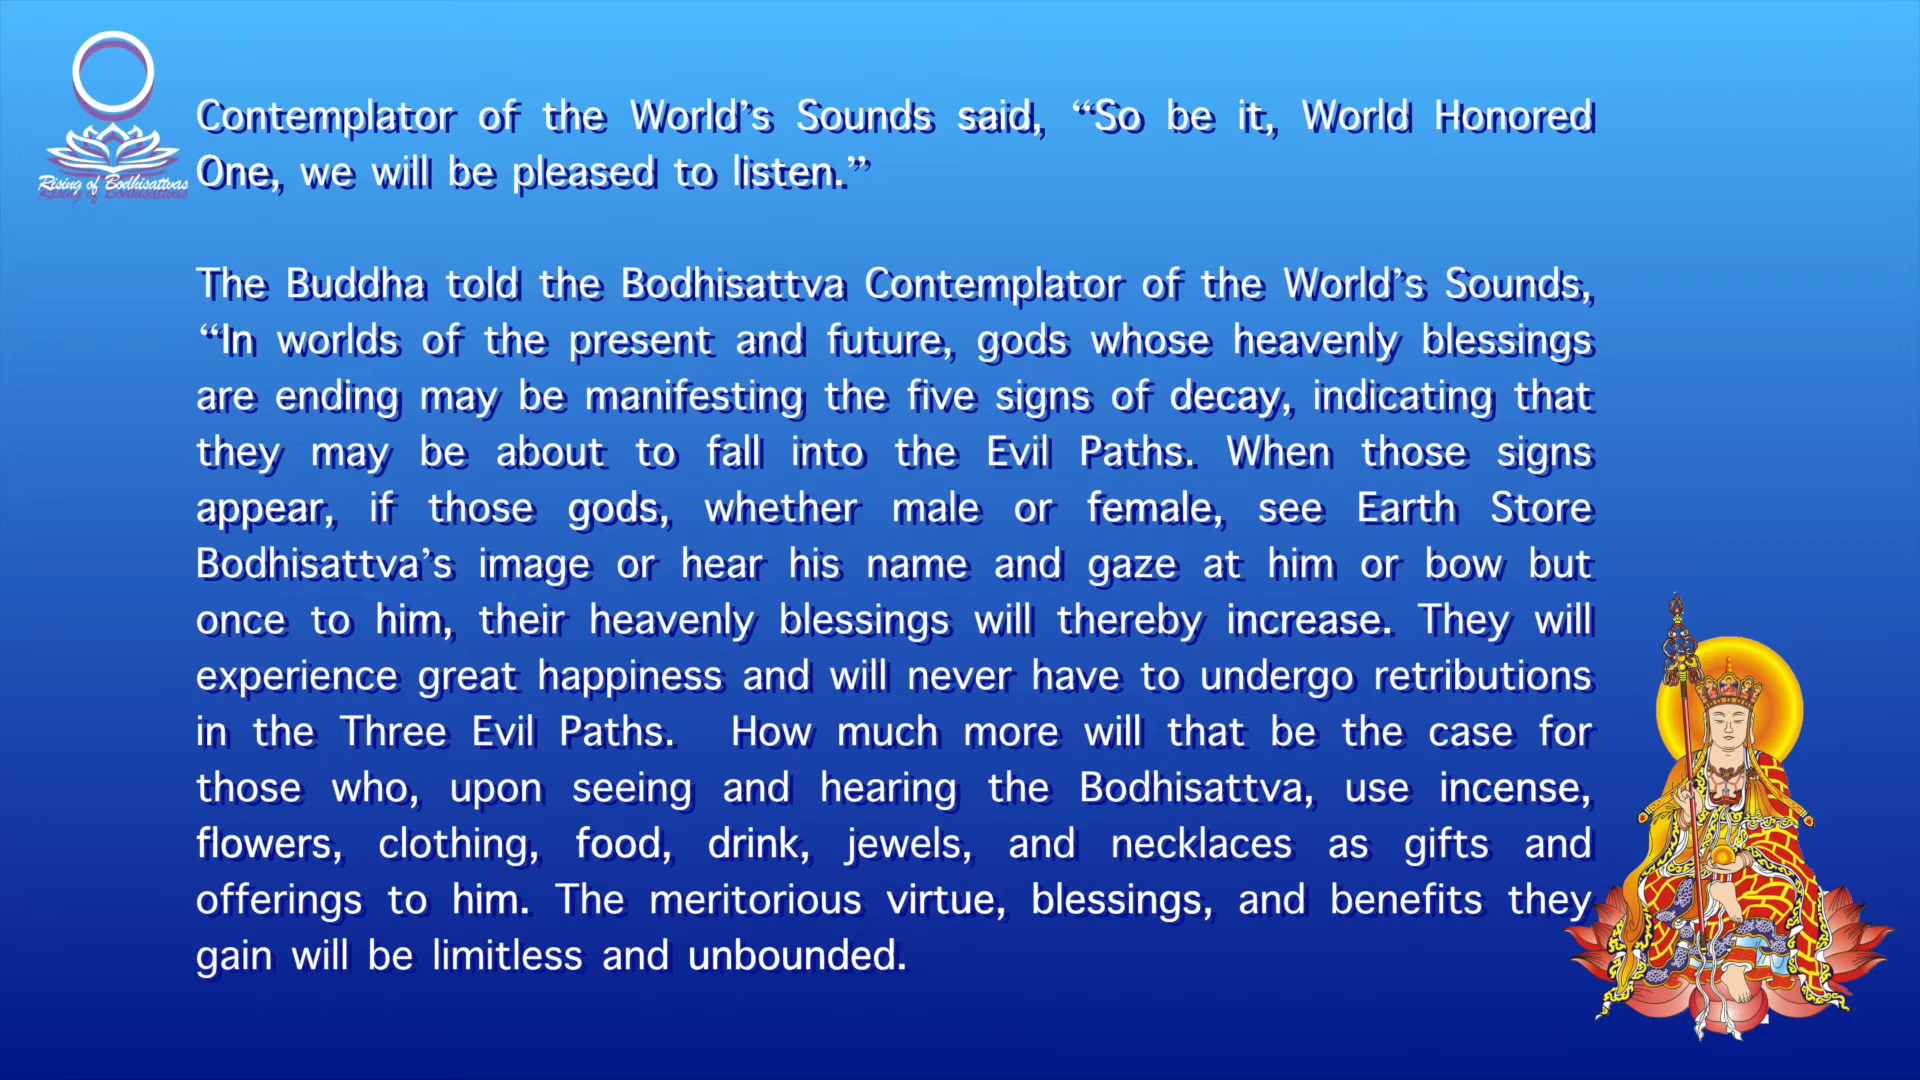 Rising of Bodhisattvas
Contemplator of the World’s Sounds said, “So be it, World Honored
One, we will be pleased to listen.”
The Buddha told the Bodhisattva Contemplator of the World’s Sounds,
“In worlds of the present and future, gods whose heavenly blessings
are ending may be manifesting the five signs of decay, indicating that
they may be about to fall into the Evil Paths. When those signs
appear, if those gods, whether male or female, see Earth Store
Bodhisattva’s image or hear his name and gaze at him or bow but
once to him, their heavenly blessings will thereby increase. They will
experience great happiness and will never have to undergo retributions
in the Three Evil Paths.  How much more will that be the case for
those who, upon seeing and hearing the Bodhisattva, use incense,
flowers, clothing, food, drink, jewels, and necklaces as gifts and
offerings to him. The meritorious virtue, blessings, and benefits they
gain will be limitless and unbounded.